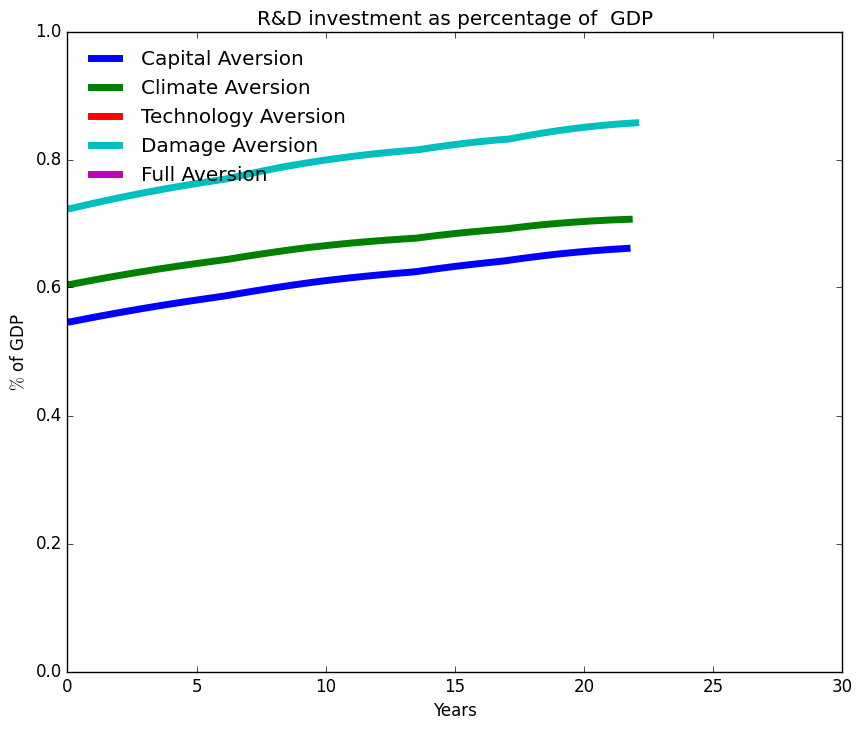 R&D investment as percentage of  GDP
1.0
Capital Aversion
Climate Aversion
Technology Aversion
Damage Aversion
Full Aversion
0.8
0.6
0.4
0.2
0.0
% of GDP
0 5 10 15 20 25 30
Years